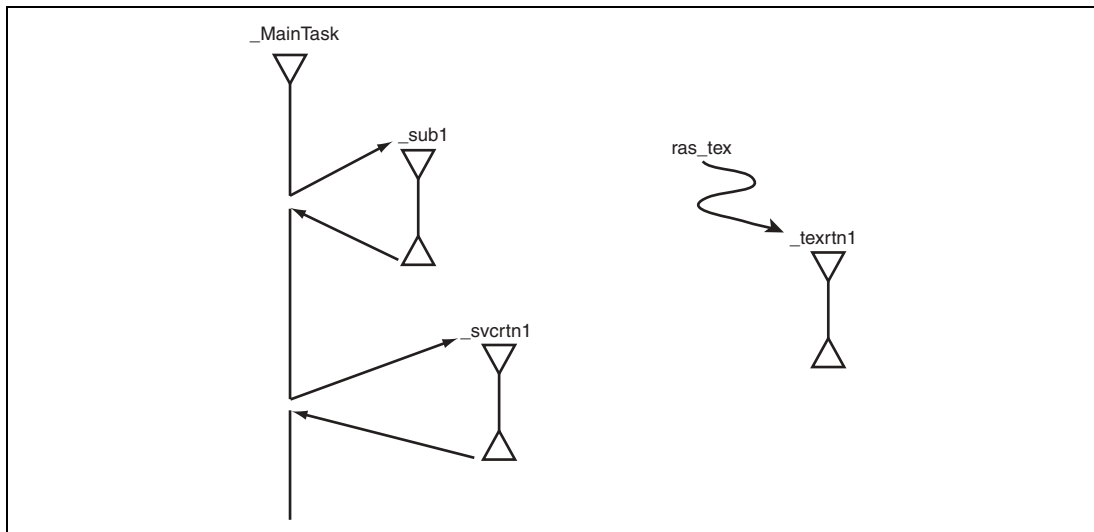 _MainTask
_sub1
ras_tex
_texrtn1
_svcrtn1